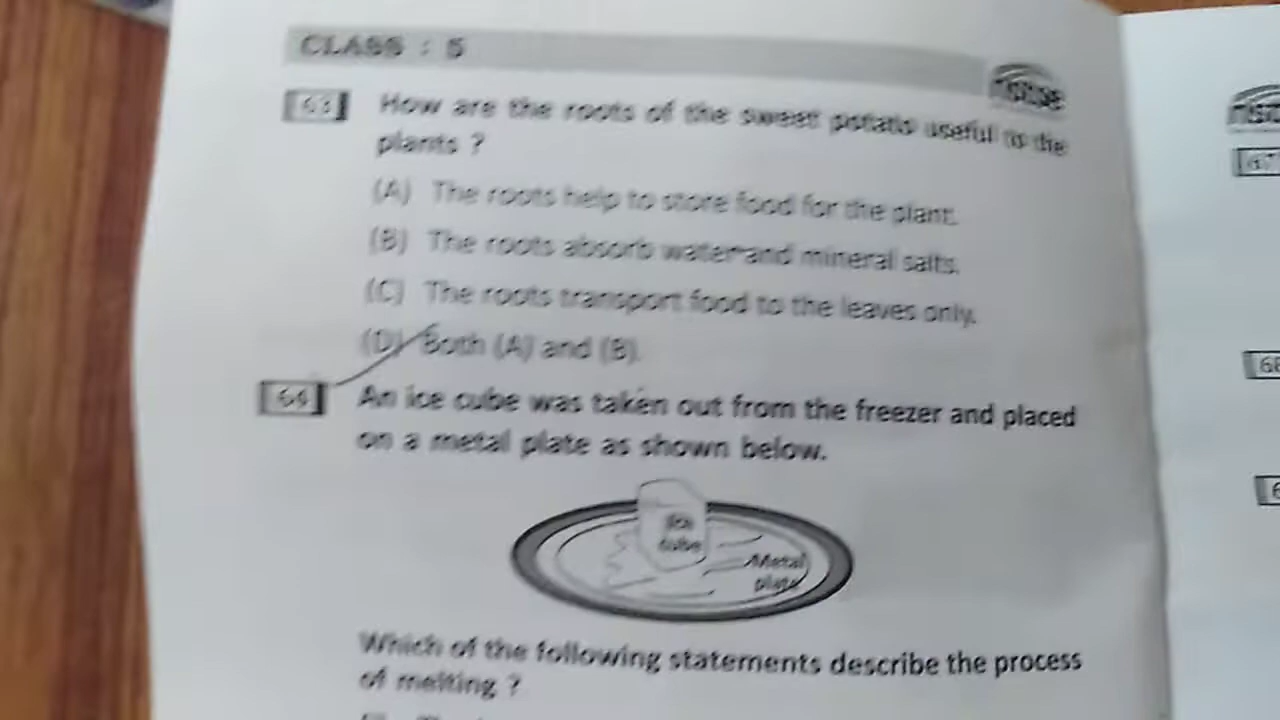 CLASS : 5
nstse
63 How are the roots of the sweet potato useful to the
plants ?
(A) The roots help to store food for the plant.
(B) The roots absorb water and mineral salts.
(C) The roots transport food to the leaves only.
(D) Both (A) and (B).
64 An ice cube was taken out from the freezer and placed
on a metal plate as shown below.
Ice
cube
Metal
plate
Which of the following statements describe the process
of melting ?
67
68